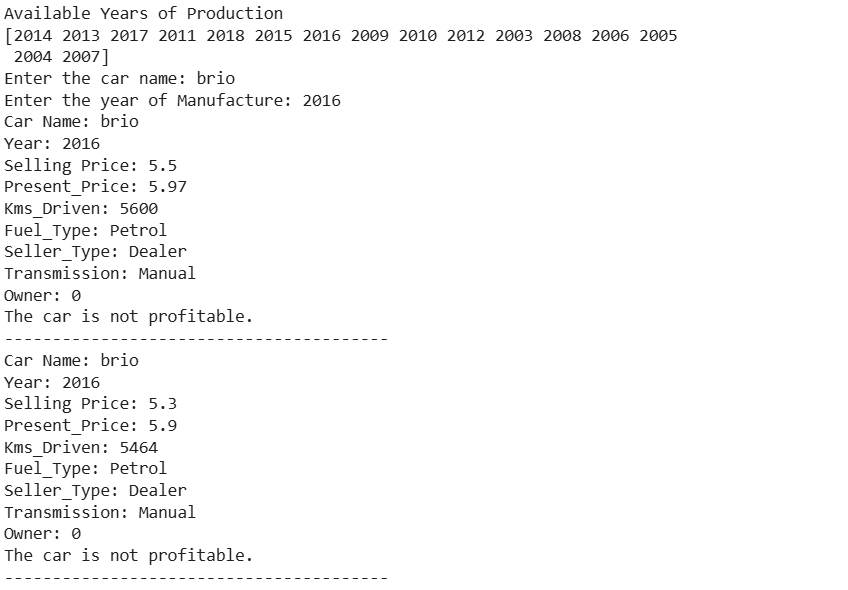 Available Years of Production
[2014 2013 2017 2011 2018 2015 2016 2009 2010 2012 2003 2008 2006 2005
 2004 2007]
Enter the car name: brio
Enter the year of Manufacture: 2016
Car Name: brio
Year: 2016
Selling Price: 5.5
Present_Price: 5.97
Kms_Driven: 5600
Fuel_Type: Petrol
Seller_Type: Dealer
Transmission: Manual
Owner: 0
The car is not profitable.
----------------------------------------
Car Name: brio
Year: 2016
Selling Price: 5.3
Present_Price: 5.9
Kms_Driven: 5464
Fuel_Type: Petrol
Seller_Type: Dealer
Transmission: Manual
Owner: 0
The car is not profitable.
----------------------------------------